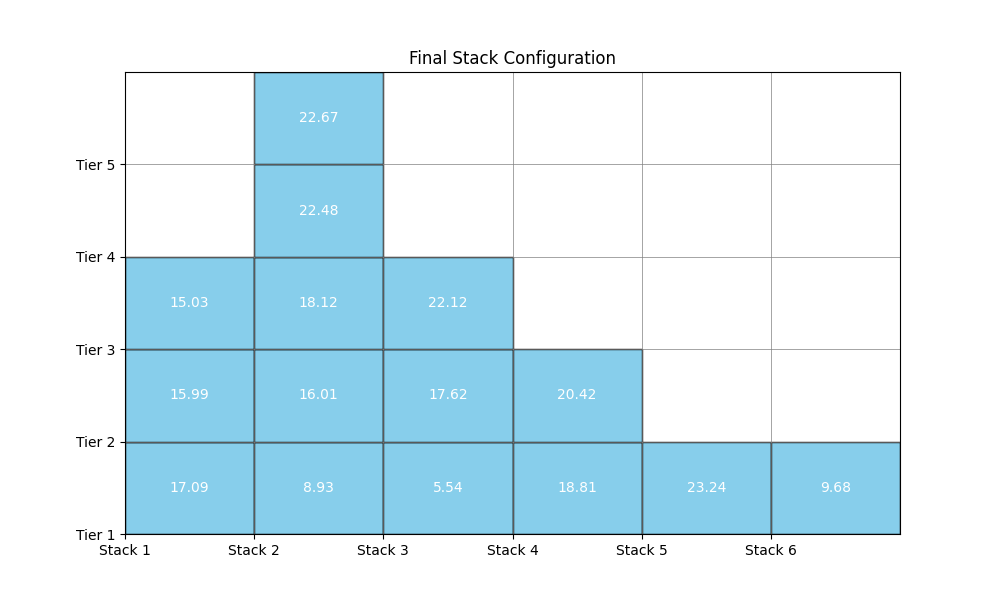 Final Stack Configuration
22.67
Tier 5
22.48
Tier 4
15.03 18.12 22.12
Tier 3
15.99 16.01 17.62 20.42
Tier 2
17.09 8.93 5.54 18.81 23.24 9.68
Tier 1
Stack 1 Stack 2 Stack 3 Stack 4 Stack 5 Stack 6